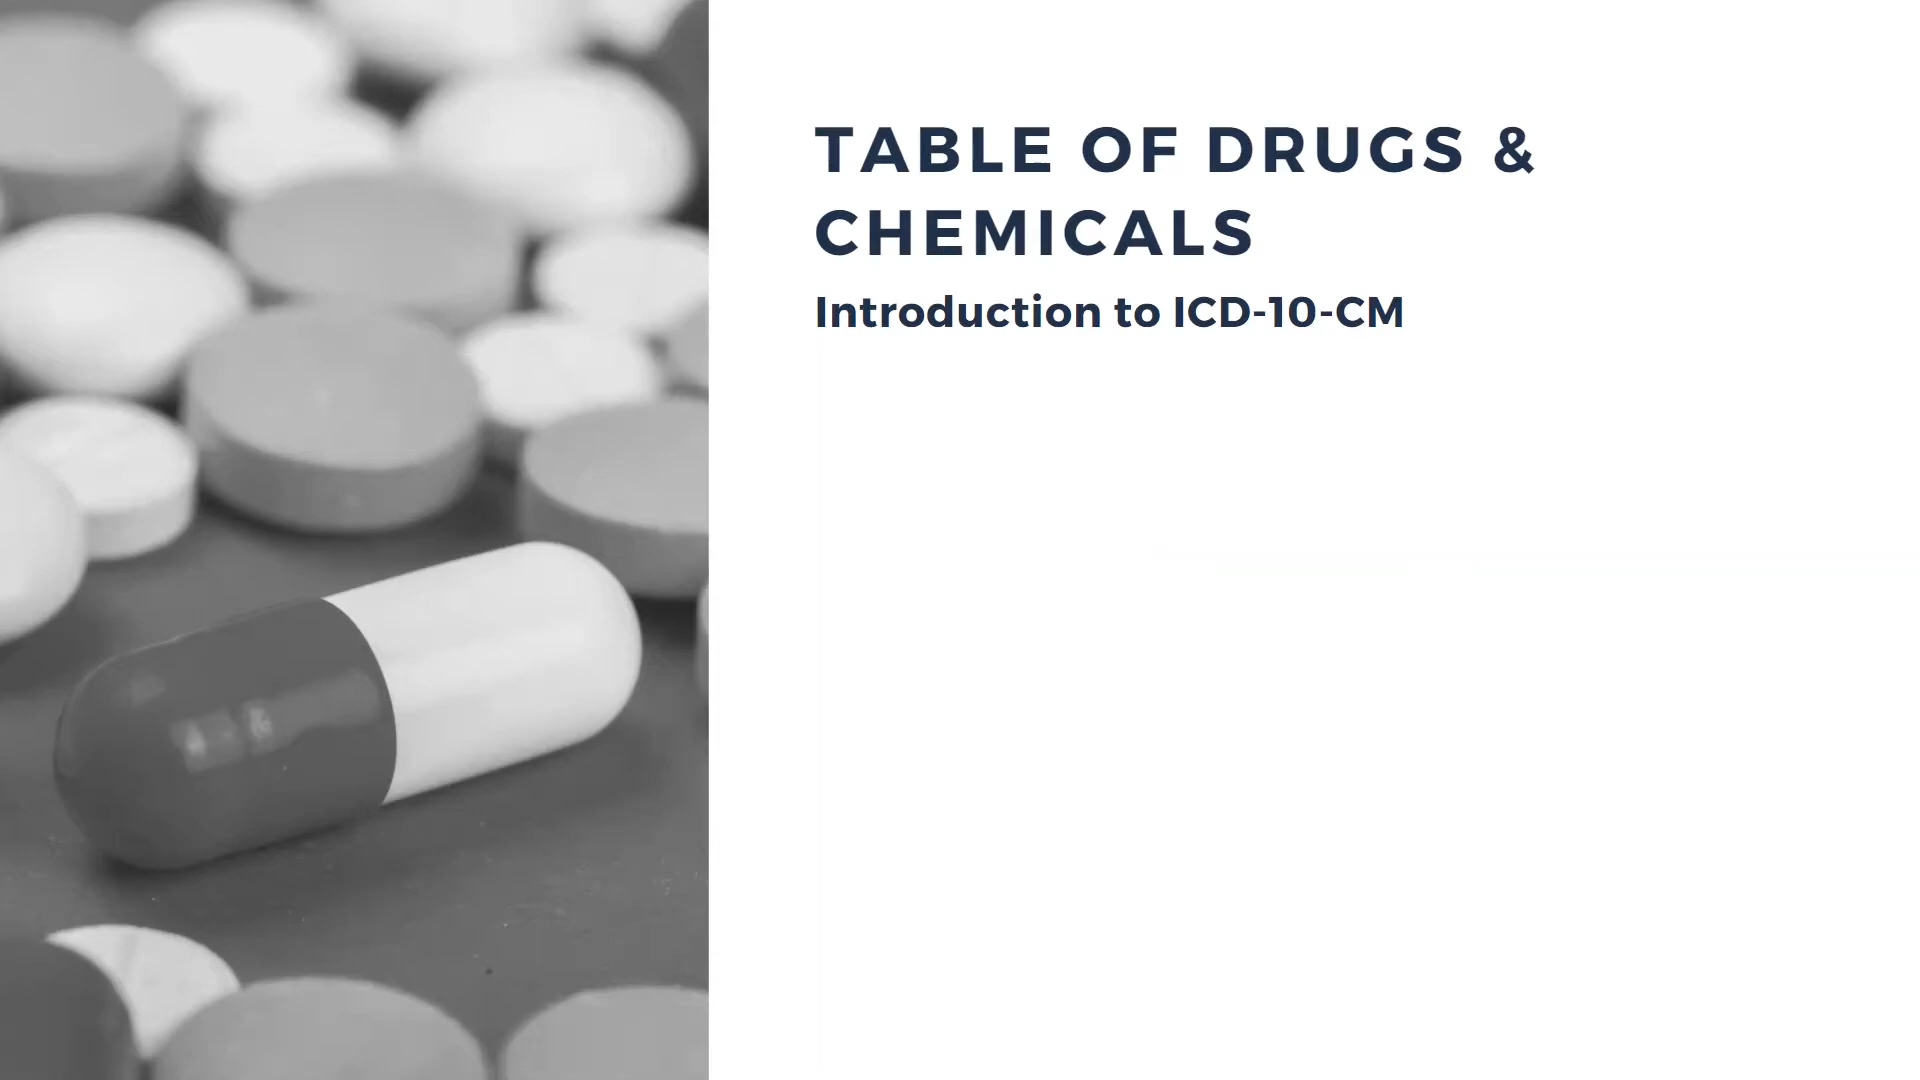 TABLE OF DRUGS &
CHEMICALS
Introduction to ICD-10-CM